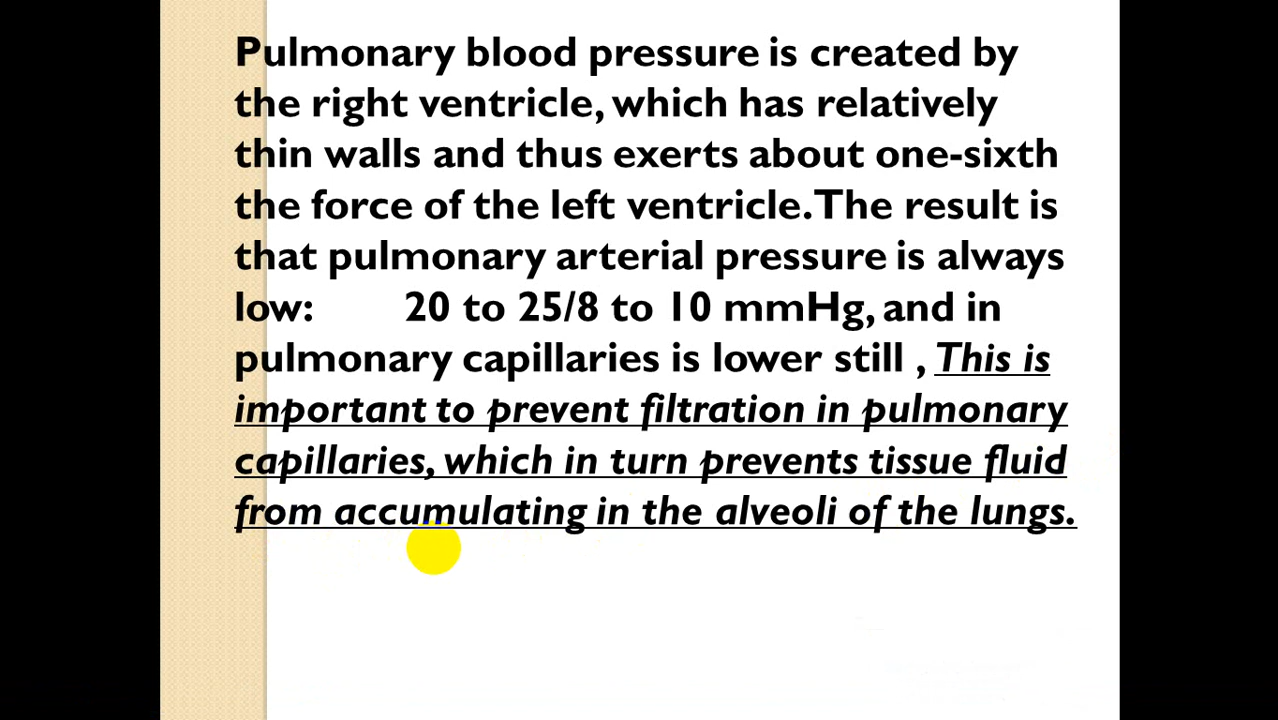 Pulmonary blood pressure is created by
the right ventricle, which has relatively
thin walls and thus exerts about one-sixth
the force of the left ventricle. The result is
that pulmonary arterial pressure is always
low: 20 to 25/8 to 10 mmHg, and in
pulmonary capillaries is lower still , This is
important to prevent filtration in pulmonary
capillaries, which in turn prevents tissue fluid
from accumulating in the alveoli of the lungs.